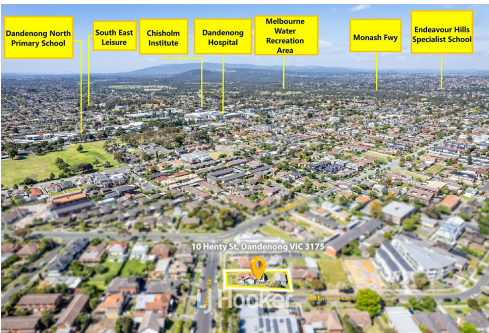 Dandenong North
Primary School
South East
Leisure
Chisholm
Institute
Dandenong
Hospital
Melbourne
Water
Recreation
Area
Monash Fwy
Endeavour Hills
Specialist School
10 Henty St, Dandenong VIC 3175
J Hooker